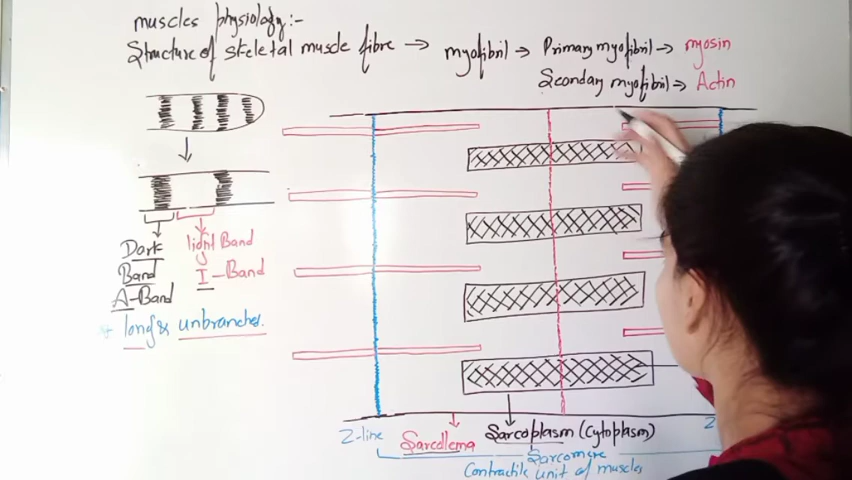 muscles physiology:-
Structure of skeletal muscle fibre → myofibril → Primary myofibril → myosin
Secondary myofibril → Actin
Dark
Band
A-Band
light Band
I-Band
* long & unbranches.
Z-line
Sarcolemma
Sarcoplasm (Cytoplasm)
Z
Sarcomere
Contractile unit of muscles